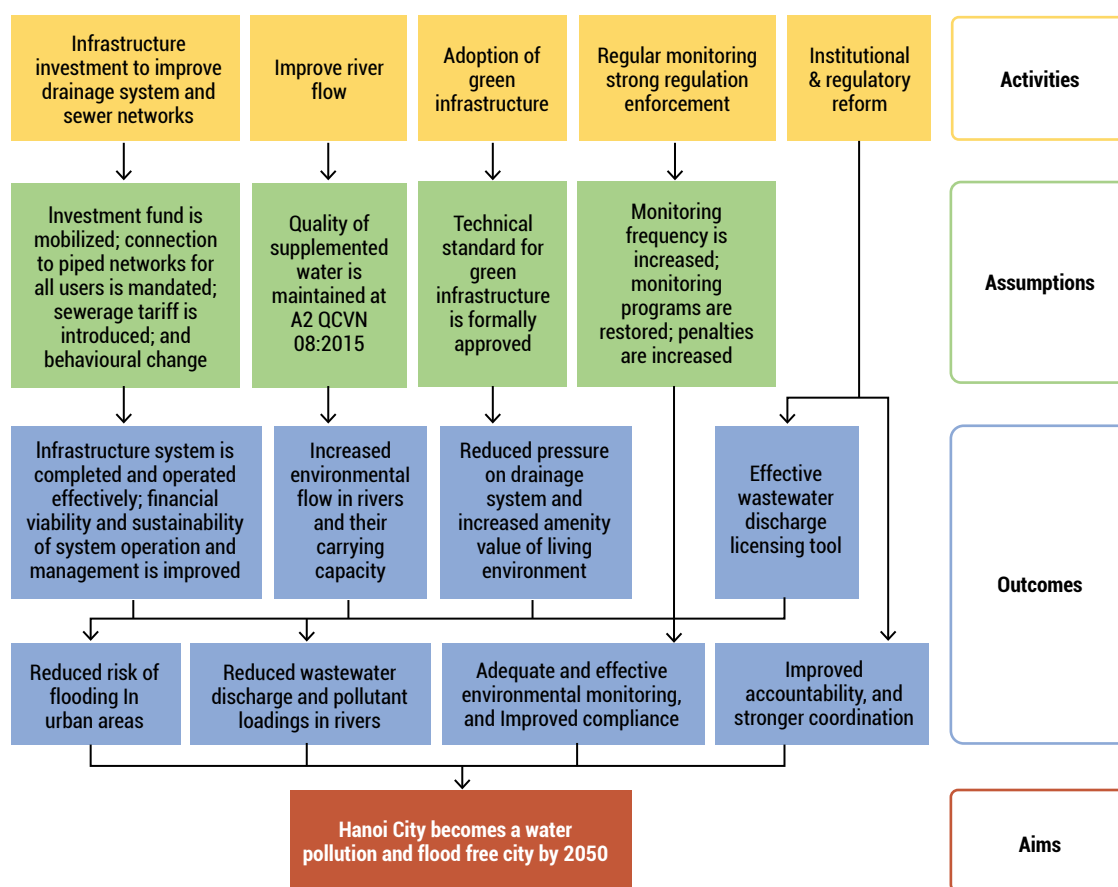 Infrastructure
investment to improve
drainage system and
sewer networks
Improve river
flow
Adoption of
green
infrastructure
Regular monitoring
strong regulation
enforcement
Institutional
& regulatory
reform
Activities
Investment fund is
mobilized; connection
to piped networks for
all users is mandated;
sewerage tariff is
introduced; and
behavioural change
Quality of
supplemented
water is
maintained at
A2 QCVN
08:2015
Technical
standard for
green
infrastructure
is formally
approved
Monitoring
frequency is
increased;
monitoring
programs are
restored; penalties
are increased
Assumptions
Infrastructure system is
completed and operated
effectively; financial
viability and sustainability
of system operation and
management is improved
Increased
environmental
flow in rivers
and their
carrying
capacity
Reduced pressure
on drainage
system and
increased amenity
value of living
environment
Effective
wastewater
discharge
licensing tool
Outcomes
Reduced risk of
flooding In
urban areas
Reduced wastewater
discharge and pollutant
loadings in rivers
Adequate and effective
environmental monitoring,
and Improved compliance
Improved
accountability, and
stronger coordination
Hanoi City becomes a water
pollution and flood free city by 2050
Aims